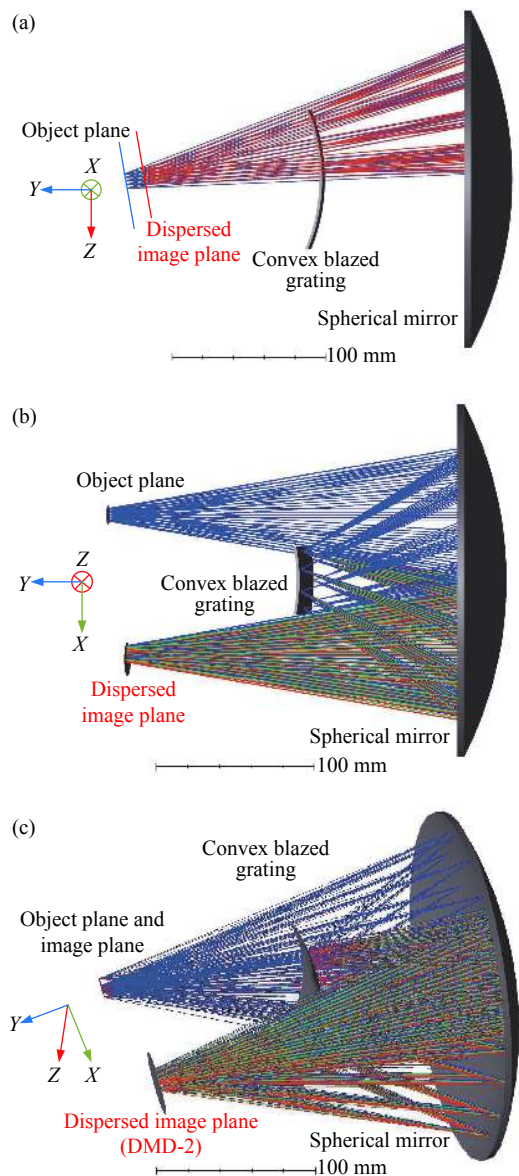 (a)
Object plane
X
Y
Z
Dispersed
image plane
Convex blazed
grating
Spherical mirror
100 mm
(b)
Object plane
Z
Y
X
Convex blazed
grating
Dispersed
image plane
Spherical mirror
100 mm
(c)
Convex blazed
grating
Object plane and
image plane
Y
Z
X
Dispersed image plane
(DMD-2)
Spherical mirror
100 mm